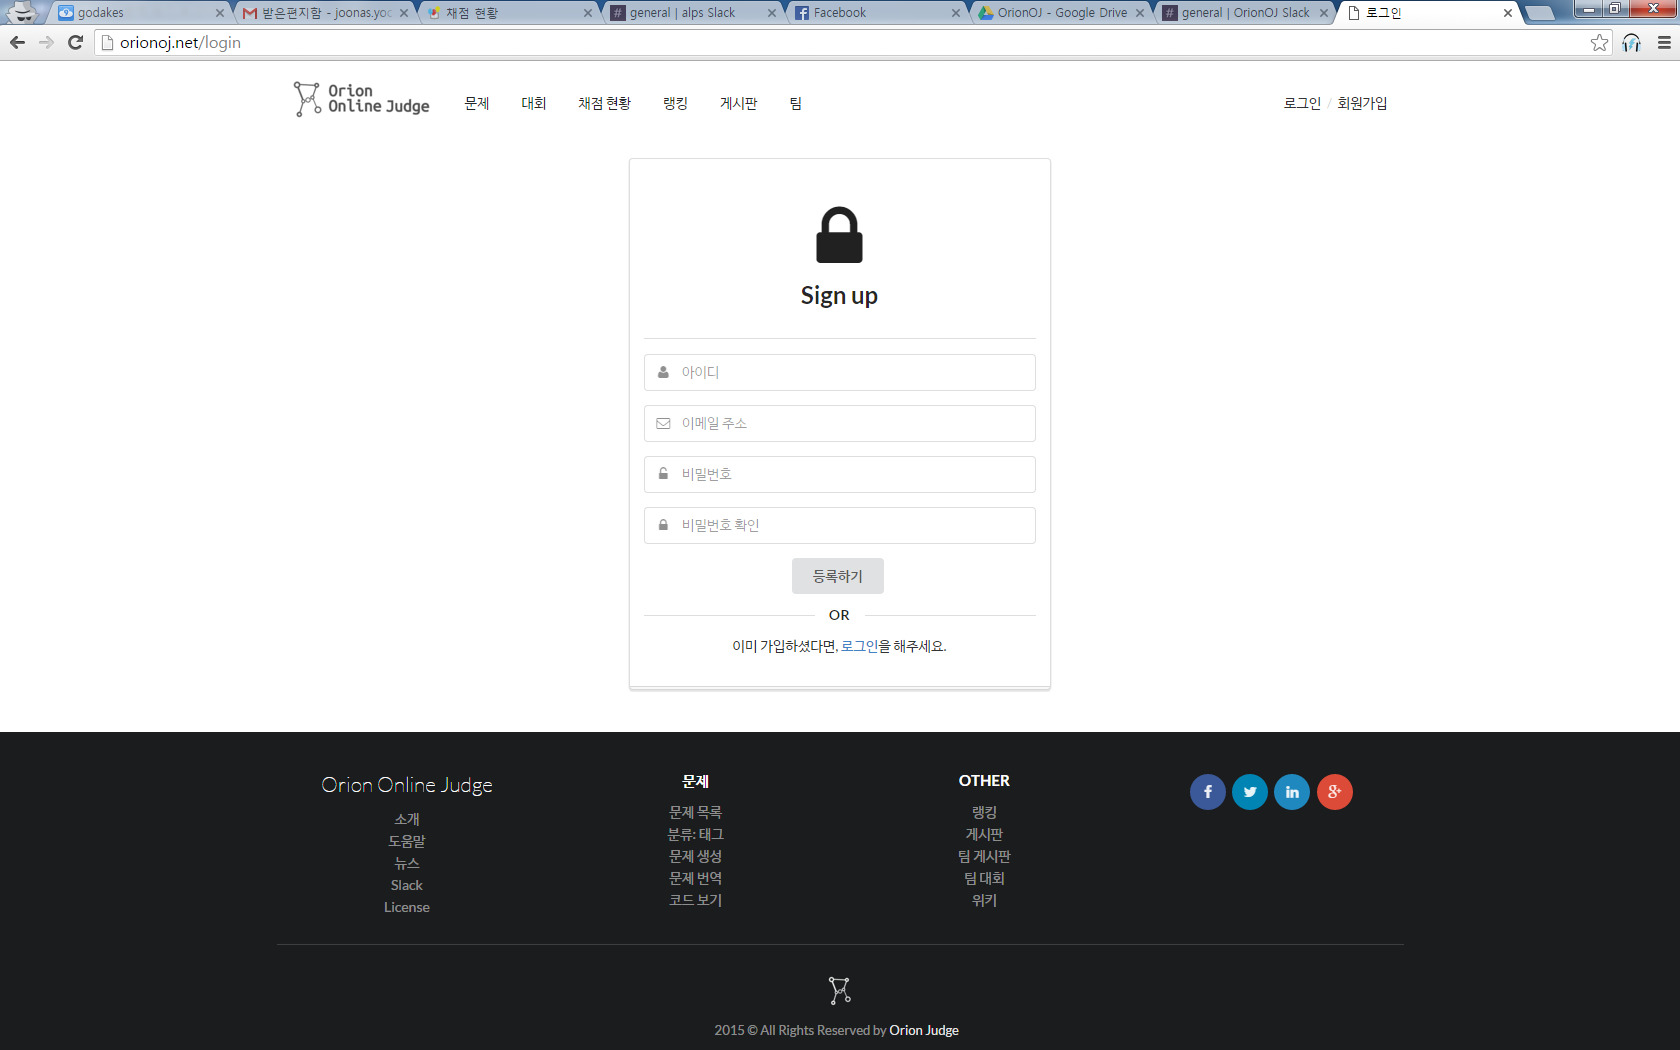 godakes
받은편지함 - joonas.yoo
채점 현황
general | alps Slack
Facebook
OrionOJ - Google Drive
general | OrionOJ Slack
로그인
orionoj.net/login
Orion
Online Judge
문제
대회
채점 현황
랭킹
게시판
팀
로그인 / 회원가입
Sign up
아이디
이메일 주소
비밀번호
비밀번호 확인
등록하기
OR
이미 가입하셨다면, 로그인을 해주세요.
Orion Online Judge
소개
도움말
뉴스
Slack
License
문제
문제 목록
분류: 태그
문제 생성
문제 번역
코드 보기
OTHER
랭킹
게시판
팀 게시판
팀 대회
위키
2015 © All Rights Reserved by Orion Judge